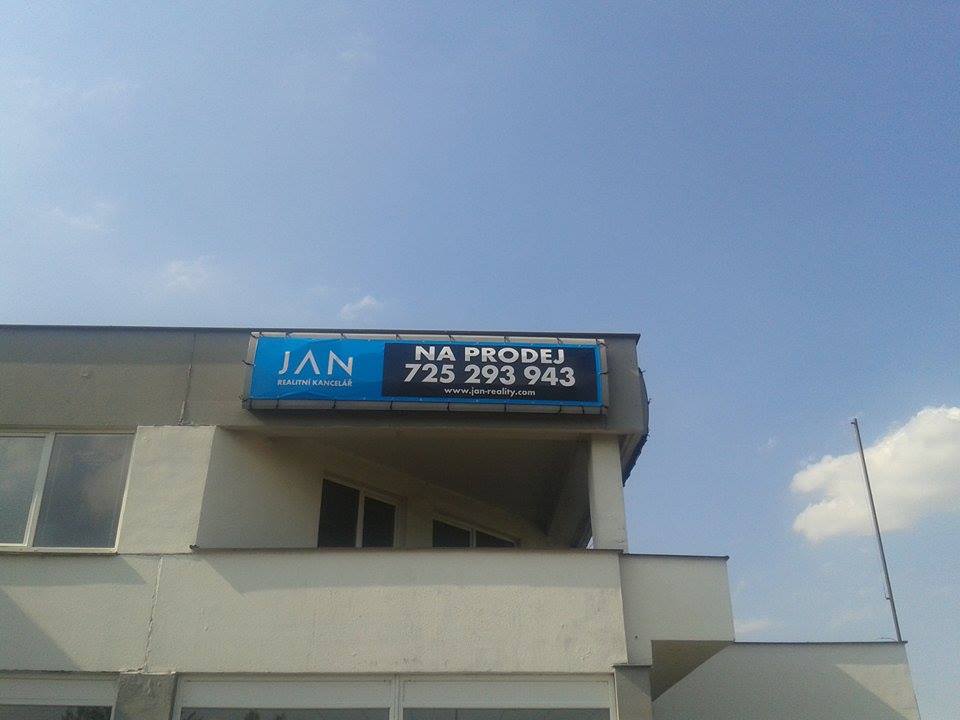 JAN
REALITNÍ KANCELÁŘ
NA PRODEJ
725 293 943
www.jan-reality.com